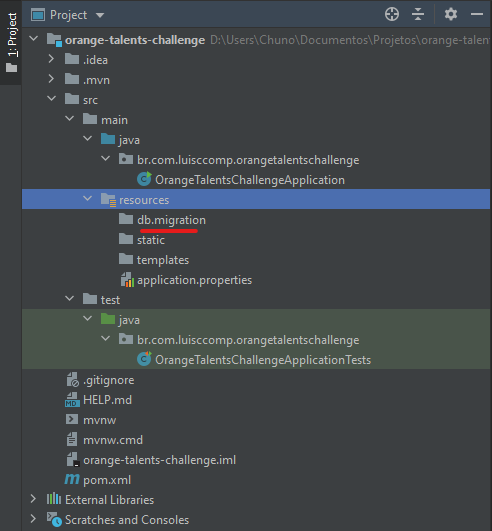 1: Project
Project
orange-talents-challenge D:\Users\Chuno\Documentos\Projetos\orange-talen
.idea
.mvn
src
main
java
br.com.luisccomp.orangetalentschallenge
OrangeTalentsChallengeApplication
resources
db.migration
static
templates
application.properties
test
java
br.com.luisccomp.orangetalentschallenge
OrangeTalentsChallengeApplicationTests
.gitignore
HELP.md
mvnw
mvnw.cmd
orange-talents-challenge.iml
pom.xml
External Libraries
Scratches and Consoles